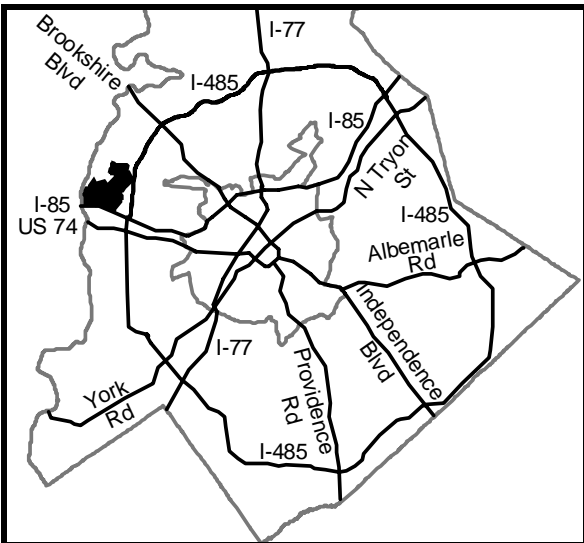 I-77
Brookshire
Blvd
I-485
I-85
N Tryon
St
I-85
US 74
I-485
Albemarle
Rd
Independence
Blvd
I-77
Providence
Rd
York
Rd
I-485